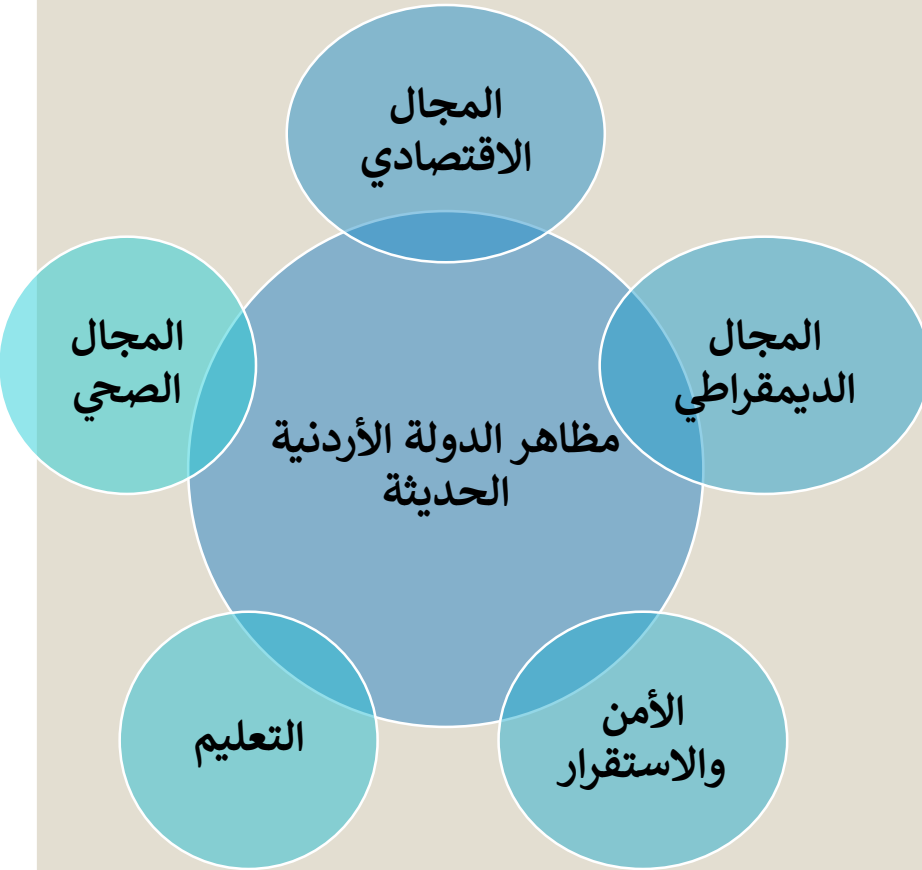 المجال
الاقتصادي
المجال
الديمقراطي
المجال
الصحي
مظاهر الدولة الأردنية
الحديثة
الأمن
والاستقرار
التعليم